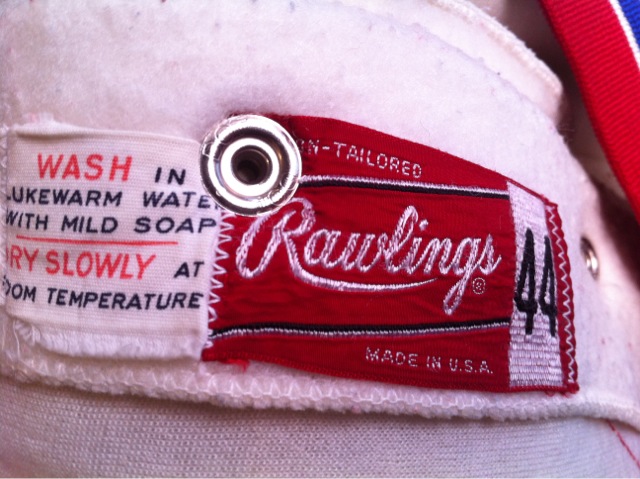 WASH IN
LUKEWARM WATE
WITH MILD SOAP
RY SLOWLY AT
OOM TEMPERATURE
N-TAILORED
Rawlings®
44
MADE IN U.S.A.